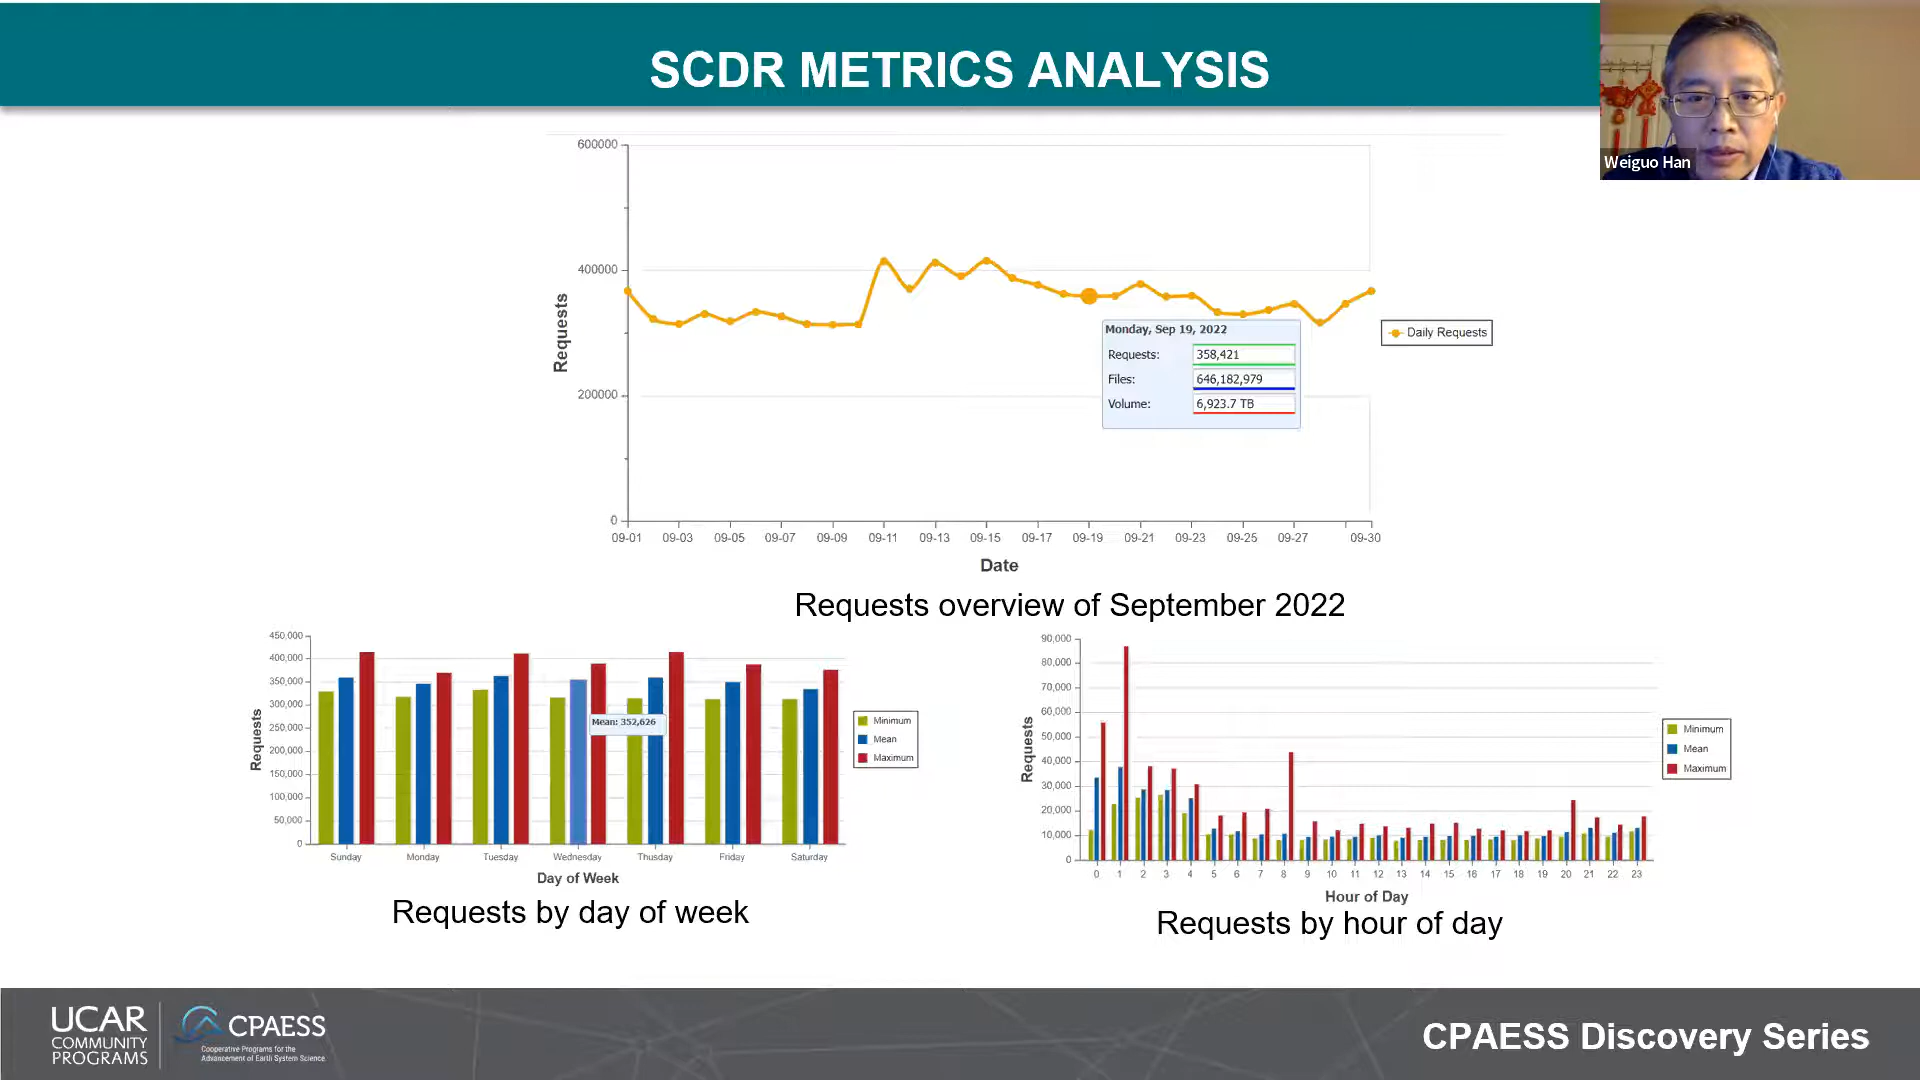 SCDR METRICS ANALYSIS
Weiguo Han
600000
400000
200000
0
Requests
09-01 09-03 09-05 09-07 09-09 09-11 09-13 09-15 09-17 09-19 09-21 09-23 09-25 09-27 09-30
Date
Monday, Sep 19, 2022
Requests: 358,421
Files: 646,182,979
Volume: 6,923.7 TB
Daily Requests
Requests overview of September 2022
450,000
400,000
350,000
300,000
250,000
200,000
150,000
100,000
50,000
0
Requests
Mean: 352,626
Sunday Monday Tuesday Wednesday Thusday Friday Saturday
Day of Week
Minimum
Mean
Maximum
Requests by day of week
90,000
80,000
70,000
60,000
50,000
40,000
30,000
20,000
10,000
0
Requests
0 1 2 3 4 5 6 7 8 9 10 11 12 13 14 15 16 17 18 19 20 21 22 23
Hour of Day
Minimum
Mean
Maximum
Requests by hour of day
UCAR
COMMUNITY
PROGRAMS
CPAESS
Cooperative Programs for the
Advancement of Earth System Science
CPAESS Discovery Series